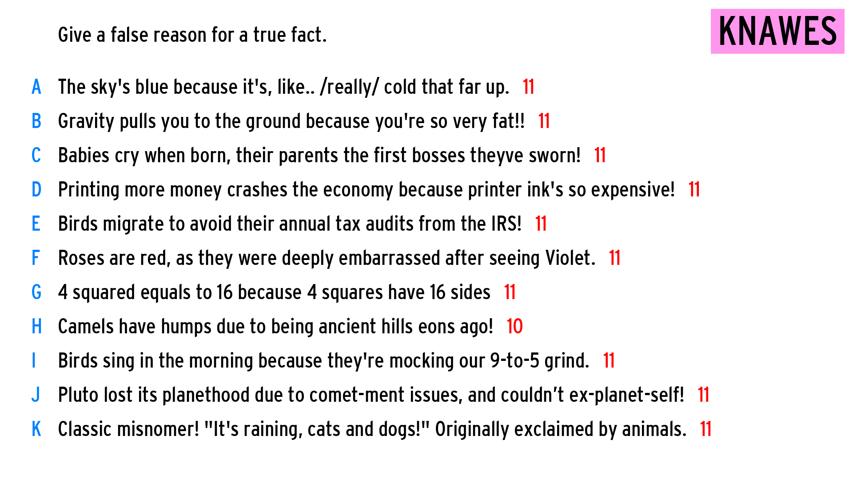 Give a false reason for a true fact.
KNAWES
A The sky's blue because it's, like.. /really/ cold that far up. 11
B Gravity pulls you to the ground because you're so very fat!! 11
C Babies cry when born, their parents the first bosses theyve sworn! 11
D Printing more money crashes the economy because printer ink's so expensive! 11
E Birds migrate to avoid their annual tax audits from the IRS! 11
F Roses are red, as they were deeply embarrassed after seeing Violet. 11
G 4 squared equals to 16 because 4 squares have 16 sides 11
H Camels have humps due to being ancient hills eons ago! 10
I Birds sing in the morning because they're mocking our 9-to-5 grind. 11
J Pluto lost its planethood due to comet-ment issues, and couldn’t ex-planet-self! 11
K Classic misnomer! "It's raining, cats and dogs!" Originally exclaimed by animals. 11